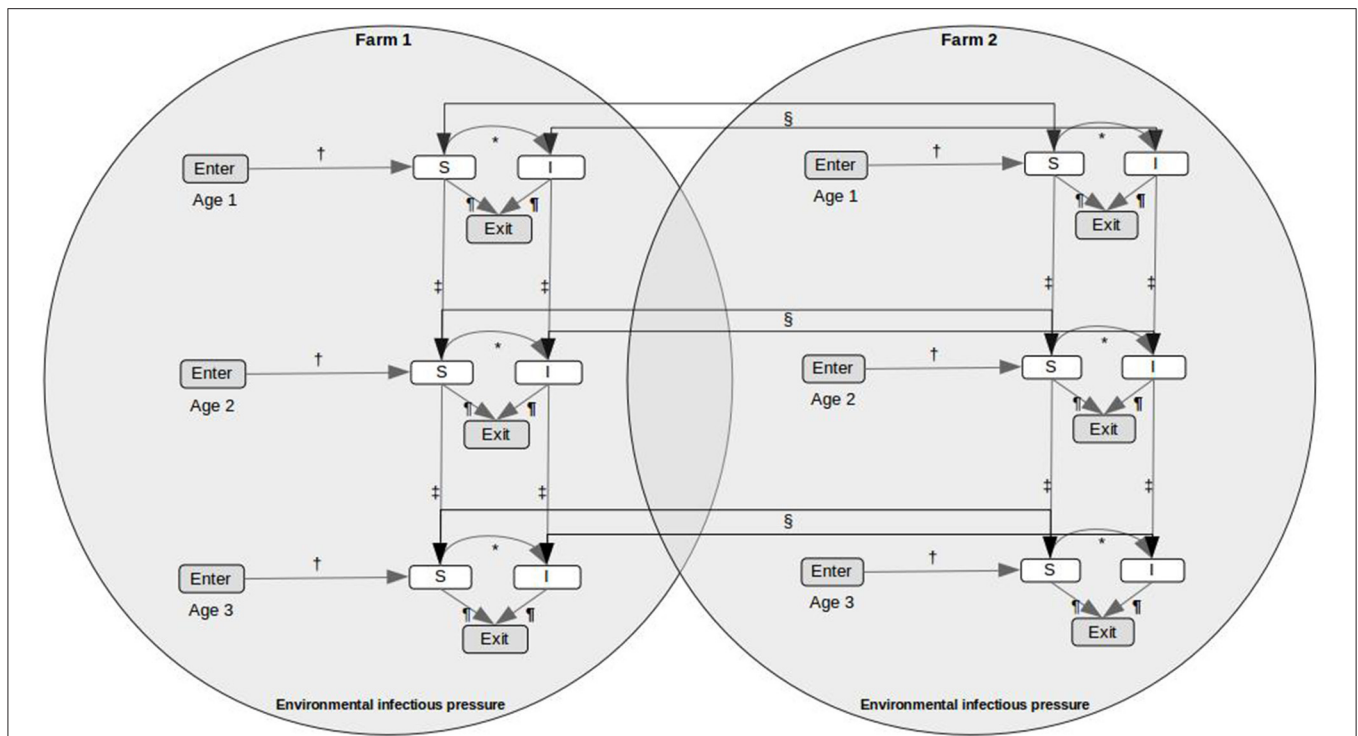 Farm 1
Farm 2
§
* *
† †
Enter S I Enter S I
Age 1 Age 1
¶ ¶ ¶ ¶
Exit Exit
‡ ‡ ‡ ‡
§
* *
† †
Enter S I Enter S I
Age 2 Age 2
¶ ¶ ¶ ¶
Exit Exit
‡ ‡ ‡ ‡
§
* *
† †
Enter S I Enter S I
Age 3 Age 3
¶ ¶ ¶ ¶
Exit Exit
Environmental infectious pressure
Environmental infectious pressure